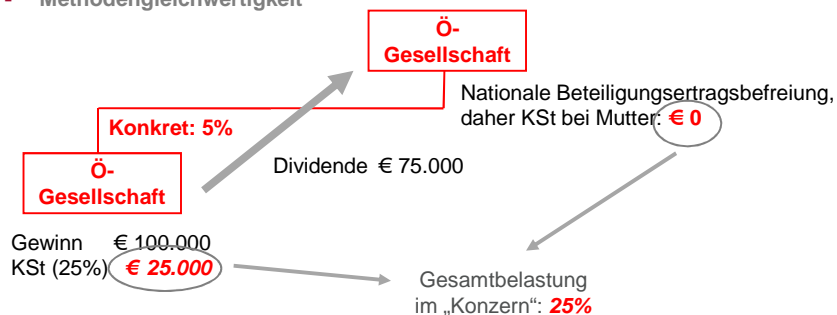 - Methodengleichwertigkeit
Ö-
Gesellschaft
Nationale Beteiligungsertragsbefreiung,
daher KSt bei Mutter: € 0
Konkret: 5%
Ö-
Gesellschaft
Dividende € 75.000
Gewinn € 100.000
KSt (25%) € 25.000
Gesamtbelastung
im „Konzern“: 25%